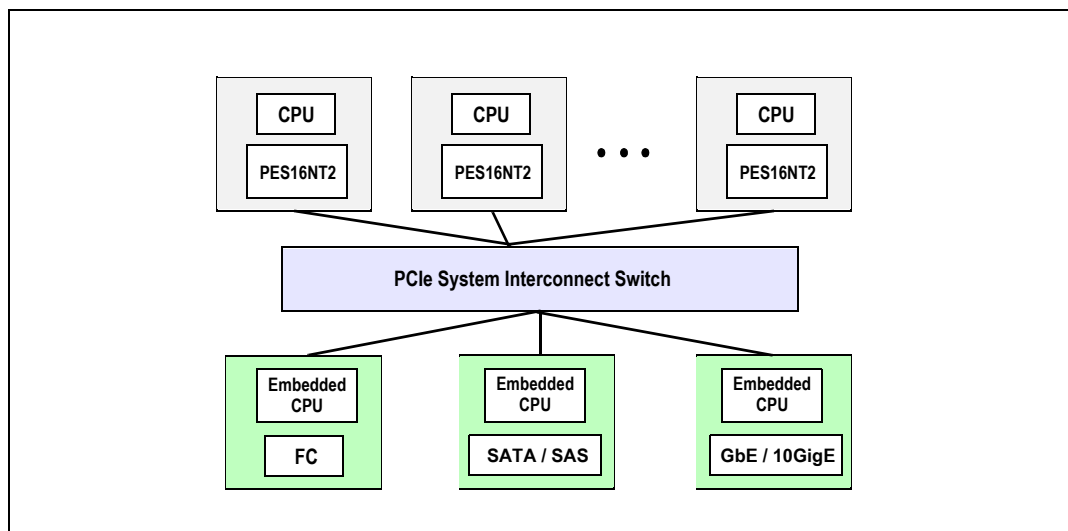 CPU
CPU
CPU
PES16NT2
PES16NT2
• • •
PES16NT2
PCIe System Interconnect Switch
Embedded
CPU
Embedded
CPU
Embedded
CPU
FC
SATA / SAS
GbE / 10GigE